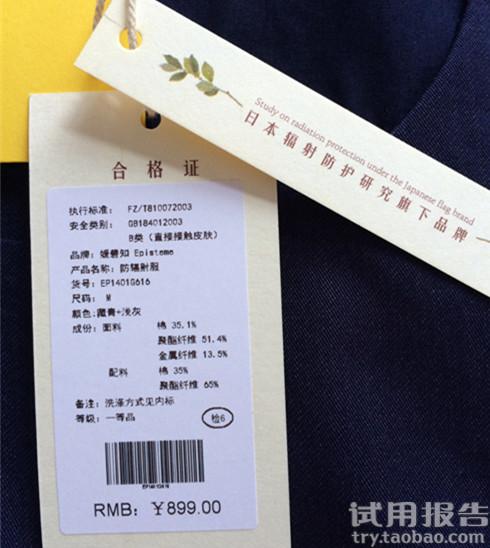 Study on radiation protection under the Japanese flag brand
日本辐射防护研究旗下品牌
合格证
执行标准: FZ/T810072003
安全类别: GB184012003
B类 (直接接触皮肤)
品牌: 媛碧知 Episteme
产品名称: 防辐射服
货号: EP1401G616
尺码: M
颜色: 藏青+浅灰
成份: 面料 棉 35.1%
聚酯纤维 51.4%
金属纤维 13.5%
配料 棉 35%
聚酯纤维 65%
备注: 洗涤方式见内标
等级: 一等品
检6
EP1401G616
RMB: ￥899.00
试用报告
try.taobao.com